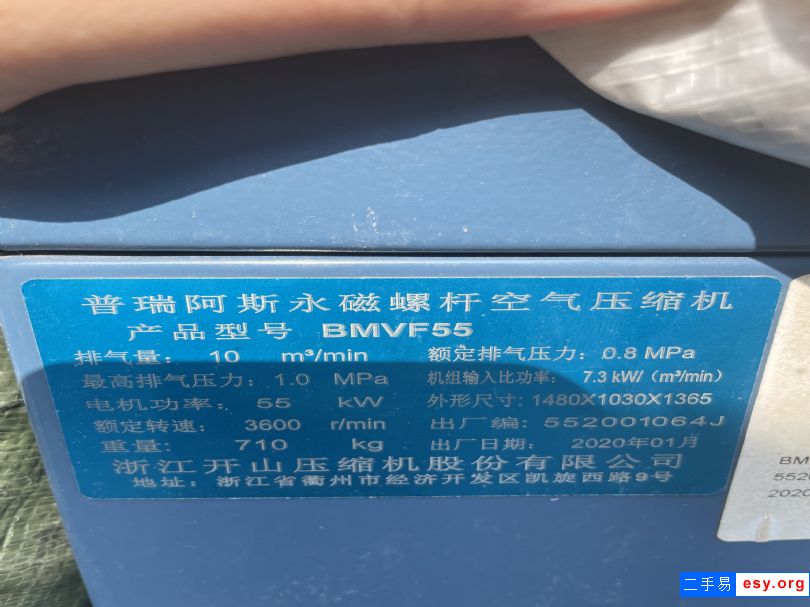 普瑞阿斯永磁螺杆空气压缩机
产品型号 BMVF55
排气量: 10 m³/min 额定排气压力: 0.8 MPa
最高排气压力: 1.0 MPa 机组输入比功率: 7.3 kW/(m³/min)
电机功率: 55 kW 外形尺寸: 1480X1030X1365
额定转速: 3600 r/min 出厂编: 552001064J
重量: 710 kg 出厂日期: 2020年01月
浙江开山压缩机股份有限公司
地址: 浙江省衢州市经济开发区凯旋西路9号
BM
552
2020
二手易 esy.org